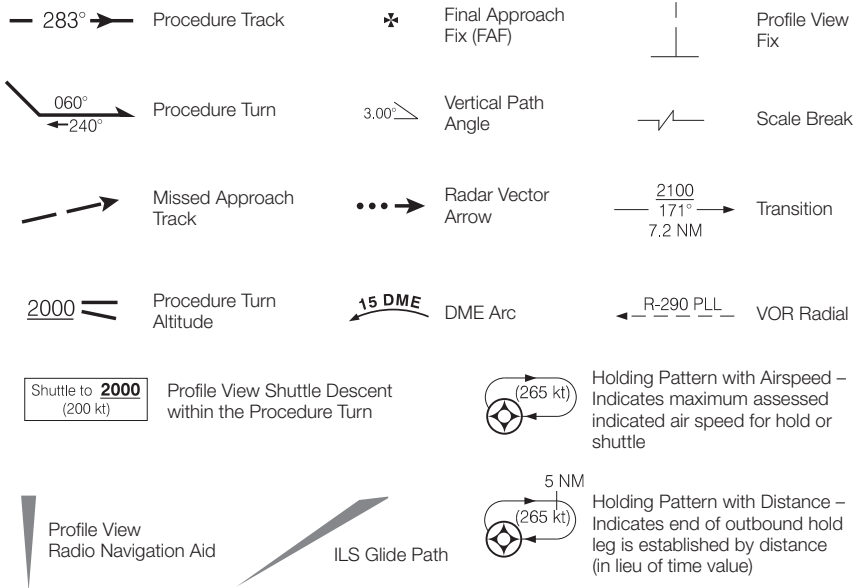 283°
Procedure Track
Final Approach
Fix (FAF)
Profile View
Fix
060°
240°
Procedure Turn
3.00°
Vertical Path
Angle
Scale Break
Missed Approach
Track
Radar Vector
Arrow
2100
171°
7.2 NM
Transition
2000
Procedure Turn
Altitude
15 DME
DME Arc
R-290 PLL
VOR Radial
Shuttle to 2000
(200 kt)
Profile View Shuttle Descent
within the Procedure Turn
(265 kt)
Holding Pattern with Airspeed –
Indicates maximum assessed
indicated air speed for hold or
shuttle
Profile View
Radio Navigation Aid
ILS Glide Path
5 NM
(265 kt)
Holding Pattern with Distance –
Indicates end of outbound hold
leg is established by distance
(in lieu of time value)